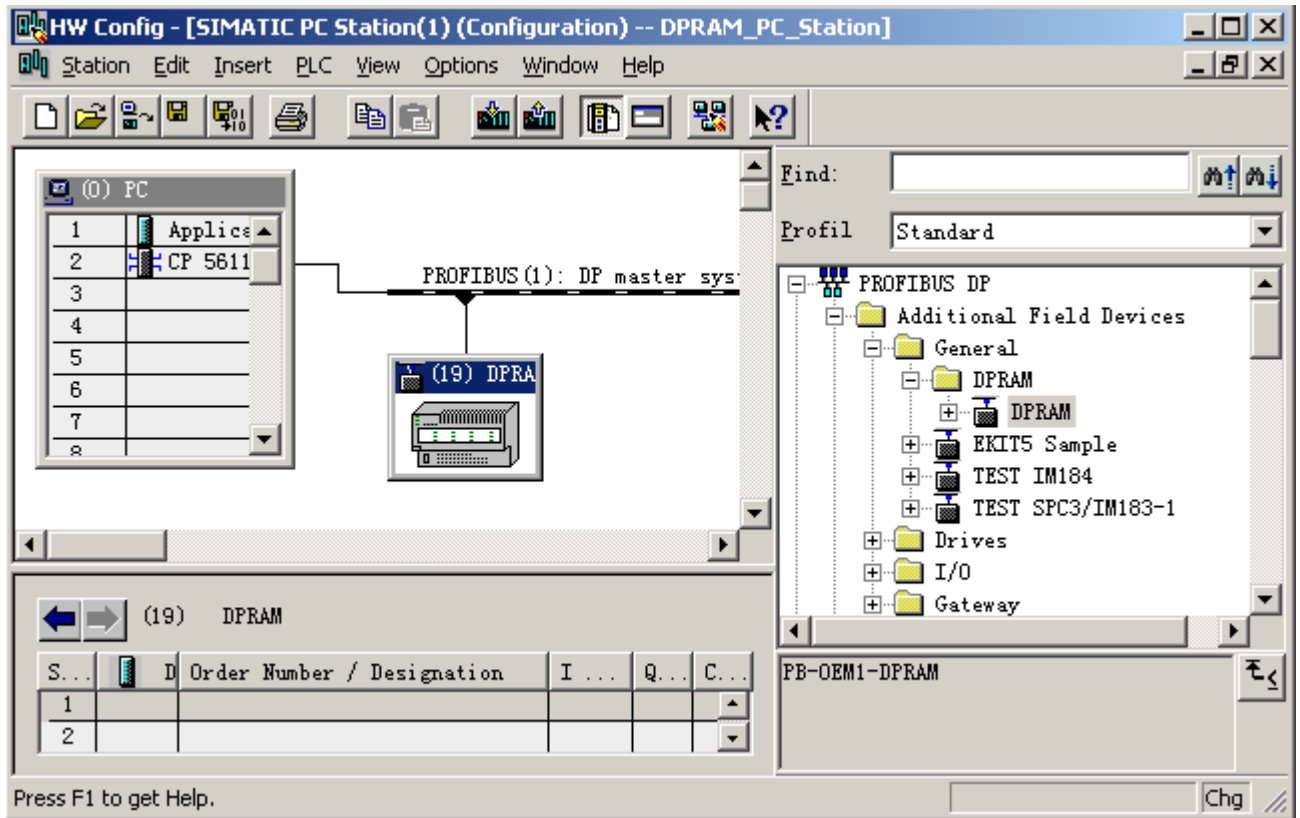 HW Config - [SIMATIC PC Station(1) (Configuration) -- DPRAM_PC_Station]
Station Edit Insert PLC View Options Window Help
(0) PC
1 Applica
2 CP 5611
3
4
5
6
7
8
PROFIBUS(1): DP master sys
(19) DPRA
Find:
Profil Standard
PROFIBUS DP
Additional Field Devices
General
DPRAM
DPRAM
EKIT5 Sample
TEST IM184
TEST SPC3/IM183-1
Drives
I/O
Gateway
(19) DPRAM
S... D Order Number / Designation I ... Q... C...
1
2
PB-OEM1-DPRAM
Press F1 to get Help.
Chg